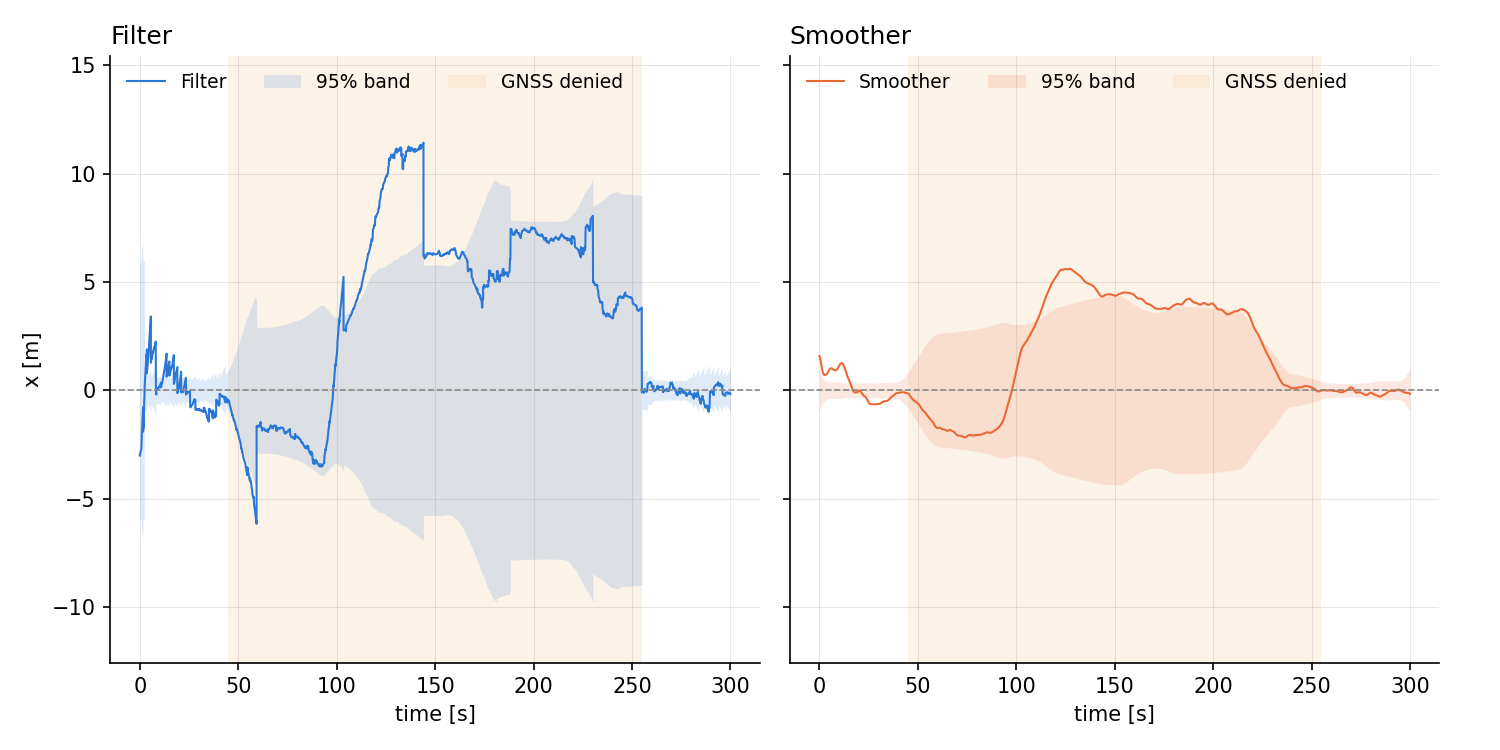 Filter
Filter 95% band GNSS denied
x [m]
15
10
5
0
−5
−10
0 50 100 150 200 250 300
time [s]
Smoother
Smoother 95% band GNSS denied
0 50 100 150 200 250 300
time [s]